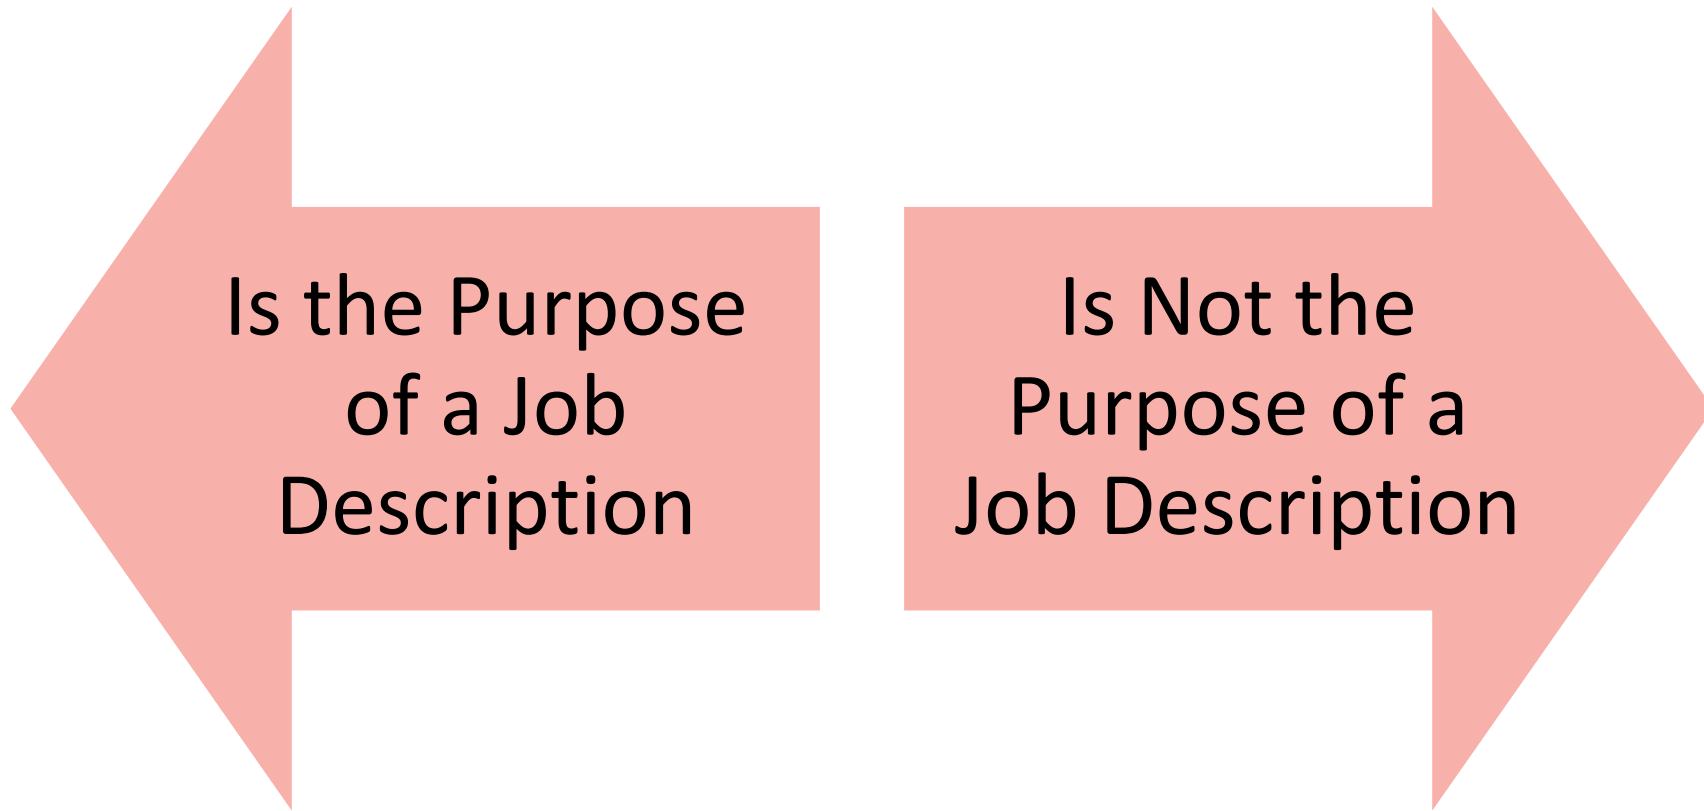 Is the Purpose
of a Job
Description
Is Not the
Purpose of a
Job Description